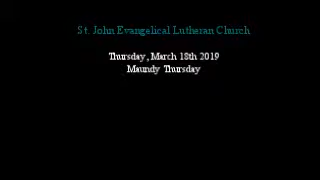 St. John Evangelical Lutheran Church
Thursday, March 18th 2019
Maundy Thursday